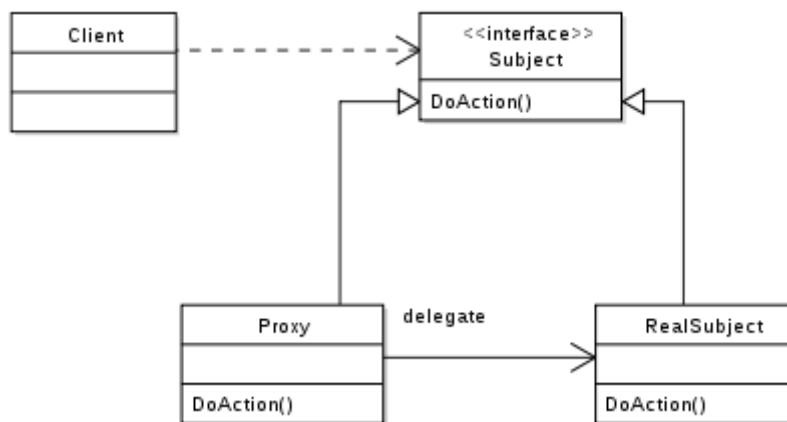 Client
<<interface>>
Subject
DoAction()
Proxy
delegate
RealSubject
DoAction()
DoAction()